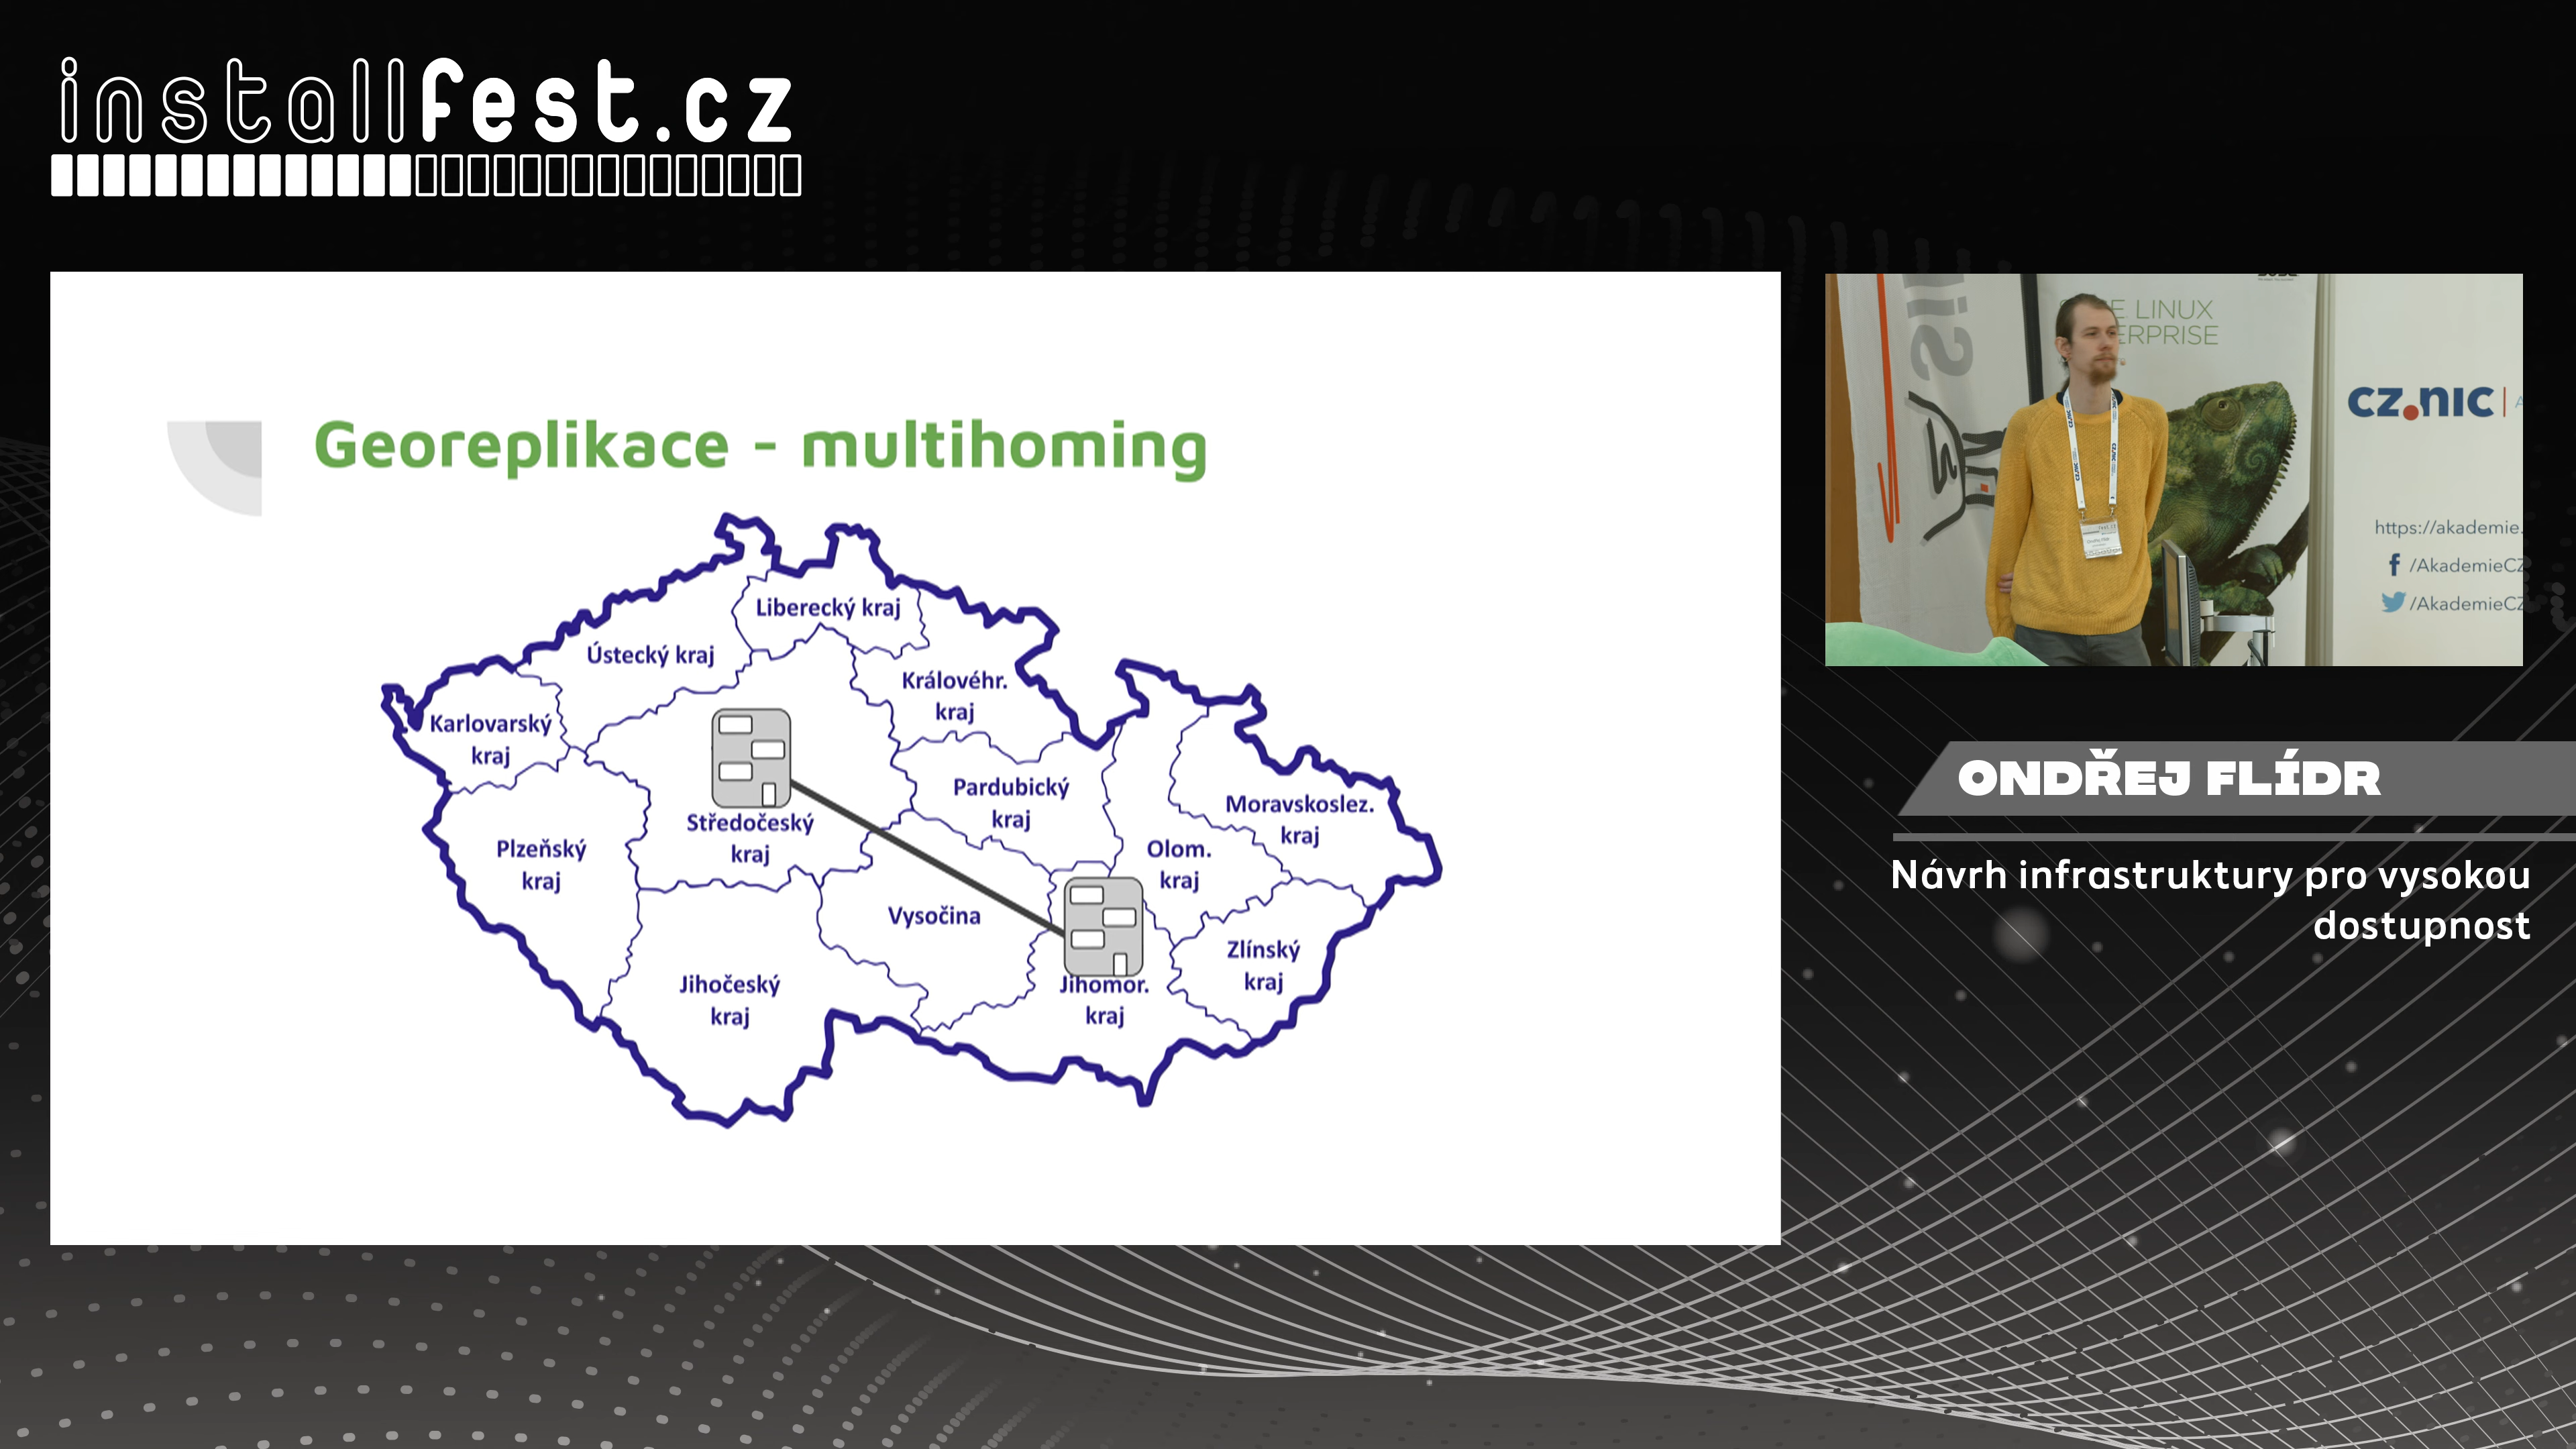 installfest.cz
Georeplikace - multihoming
Liberecký kraj
Ústecký kraj
Královéhr.
kraj
Karlovarský
kraj
Pardubický
kraj
Moravskoslez.
kraj
Středočeský
kraj
Plzeňský
kraj
Olom.
kraj
Vysočina
Zlínský
kraj
Jihočeský
kraj
Jihomor.
kraj
LINUX
ERPRISE
CZ.NIC
https://akademie.
/AkademieCZ
/AkademieCZ
ONDŘEJ FLÍDR
Návrh infrastruktury pro vysokou
dostupnost